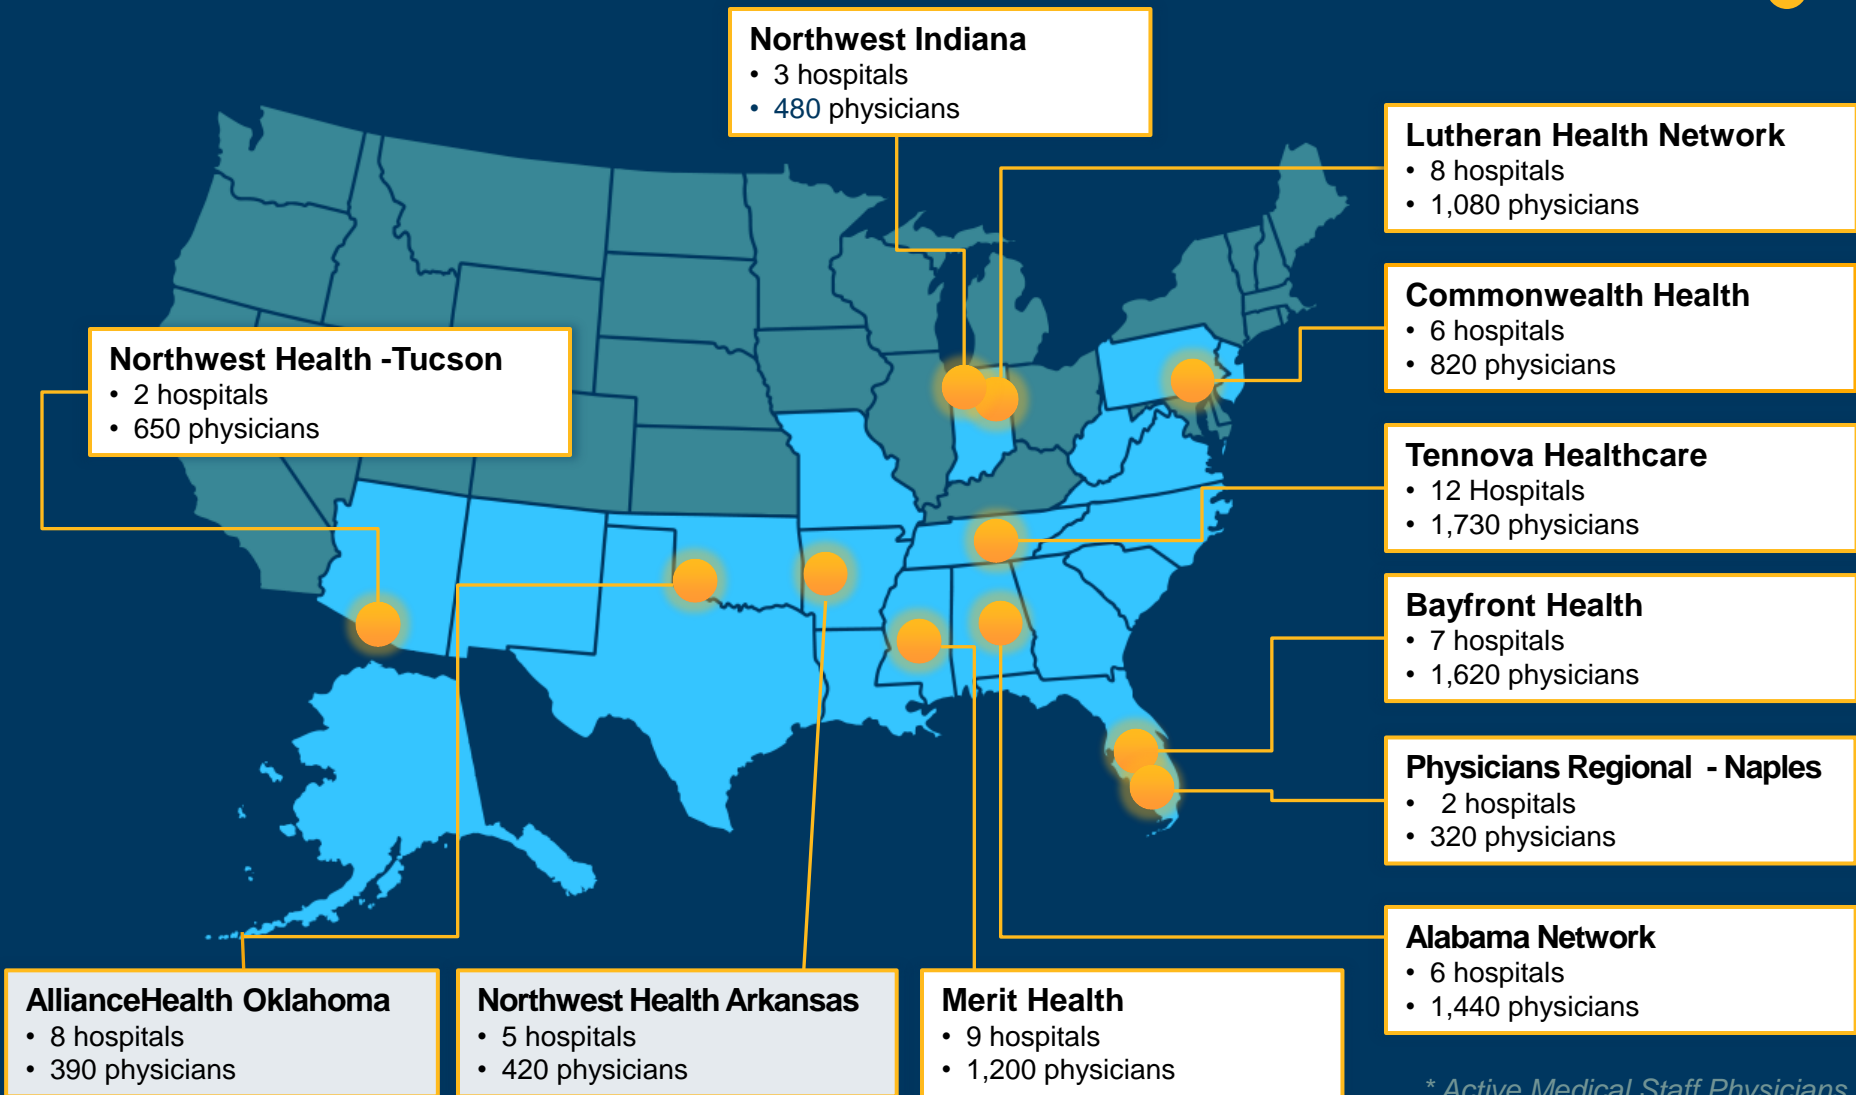 Northwest Indiana
• 3 hospitals
• 480 physicians
Lutheran Health Network
• 8 hospitals
• 1,080 physicians
Commonwealth Health
• 6 hospitals
• 820 physicians
Northwest Health -Tucson
• 2 hospitals
• 650 physicians
Tennova Healthcare
• 12 Hospitals
• 1,730 physicians
Bayfront Health
• 7 hospitals
• 1,620 physicians
Physicians Regional - Naples
• 2 hospitals
• 320 physicians
Alabama Network
• 6 hospitals
• 1,440 physicians
AllianceHealth Oklahoma
• 8 hospitals
• 390 physicians
Northwest Health Arkansas
• 5 hospitals
• 420 physicians
Merit Health
• 9 hospitals
• 1,200 physicians
* Active Medical Staff Physicians